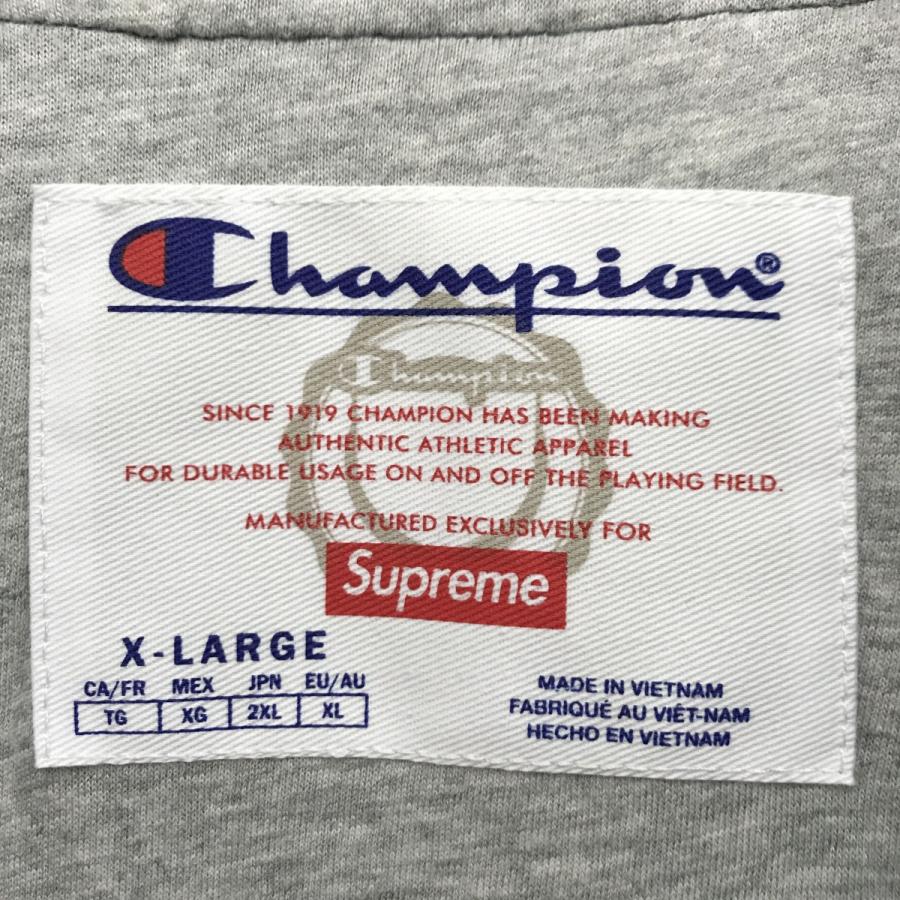 Champion®
Champion
SINCE 1919 CHAMPION HAS BEEN MAKING
AUTHENTIC ATHLETIC APPAREL
FOR DURABLE USAGE ON AND OFF THE PLAYING FIELD.
MANUFACTURED EXCLUSIVELY FOR
Supreme
X-LARGE
CA/FR MEX JPN EU/AU
TG XG 2XL XL
MADE IN VIETNAM
FABRIQUÉ AU VIÊT-NAM
HECHO EN VIETNAM